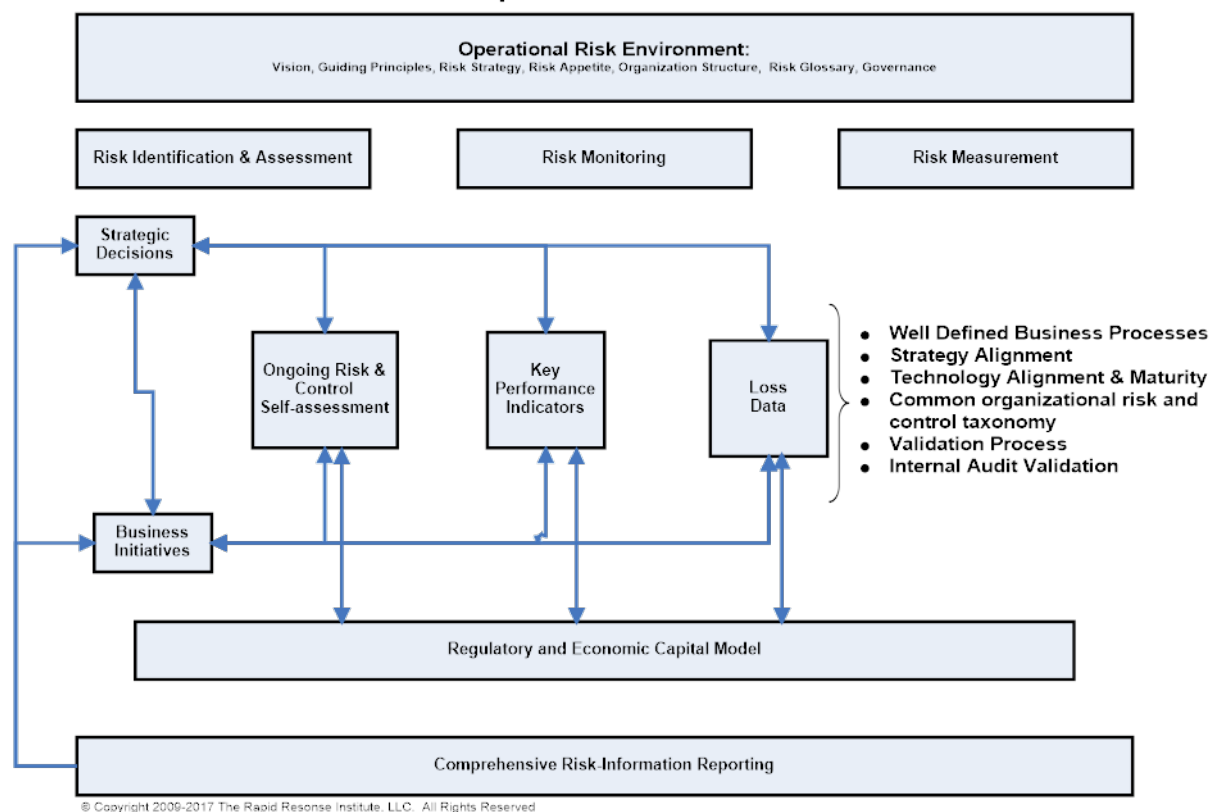 Operational Risk Environment:
Vision, Guiding Principles, Risk Strategy, Risk Appetite, Organization Structure, Risk Glossary, Governance
Risk Identification & Assessment
Risk Monitoring
Risk Measurement
Strategic
Decisions
Ongoing Risk &
Control
Self-assessment
Key
Performance
Indicators
Loss
Data
● Well Defined Business Processes
● Strategy Alignment
● Technology Alignment & Maturity
● Common organizational risk and
control taxonomy
● Validation Process
● Internal Audit Validation
Business
Initiatives
Regulatory and Economic Capital Model
Comprehensive Risk-Information Reporting
© Copyright 2009-2017 The Rapid Resonse Institute, LLC. All Rights Reserved